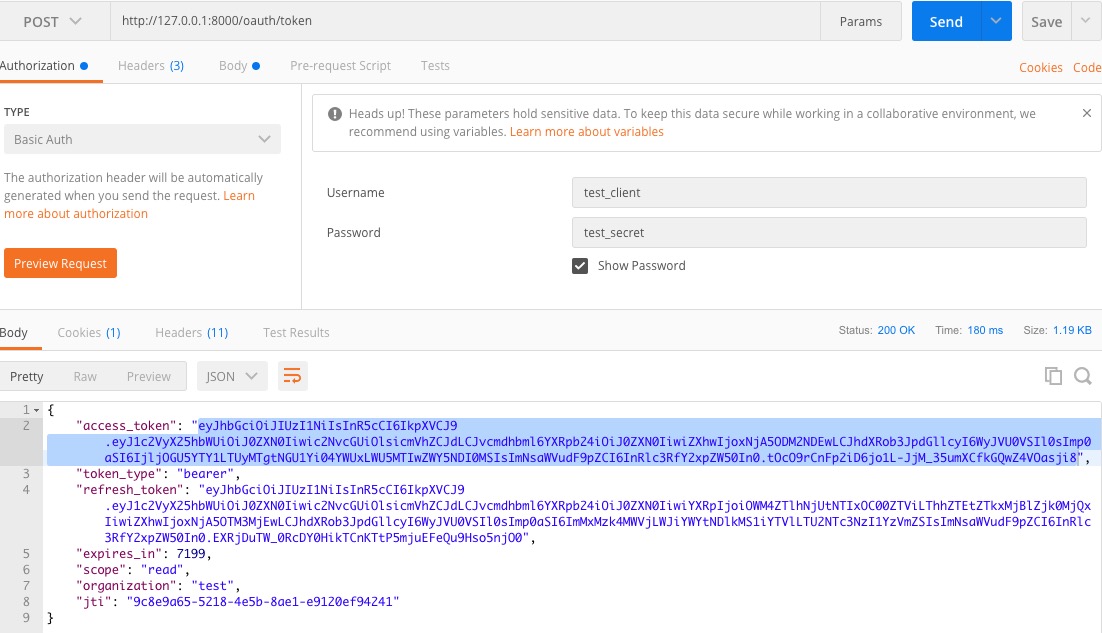 POST http://127.0.0.1:8000/oauth/token Params Send Save
Authorization Headers (3) Body Pre-request Script Tests Cookies Code
TYPE
Basic Auth
The authorization header will be automatically
generated when you send the request. Learn
more about authorization
Preview Request
Heads up! These parameters hold sensitive data. To keep this data secure while working in a collaborative environment, we
recommend using variables. Learn more about variables
Username test_client
Password test_secret
Show Password
Body Cookies (1) Headers (11) Test Results Status: 200 OK Time: 180 ms Size: 1.19 KB
Pretty Raw Preview JSON
1 {
2 "access_token": "eyJhbGciOiJIUzI1NiIsInR5cCI6IkpXVCJ9
.eyJ1c2VyX25hbWUiOiJ0ZXN0Iiwic2NvcGUiOlsicmVhZCJdLCJvcmdhbml6YXRpb24iOiJ0ZXN0IiwiZXhwIjoxNjA5ODM2NDEwLCJhdXRob3JpdGllcyI6WyJVU0VSIl0sImp0
aSI6IjljOGU5YTY1LTUyMTgtNGU1Yi04YWUxLWU5MTIwZWY5NDI0MSIsImNsaWVudF9pZCI6InRlc3RfY2xpZW50In0.tOcO9rCnFp2iD6jo1L-JjM_35umXCfkGQwZ4VOasji8",
3 "token_type": "bearer",
4 "refresh_token": "eyJhbGciOiJIUzI1NiIsInR5cCI6IkpXVCJ9
.eyJ1c2VyX25hbWUiOiJ0ZXN0Iiwic2NvcGUiOlsicmVhZCJdLCJvcmdhbml6YXRpb24iOiJ0ZXN0IiwiYXRpIjoiOWM4ZTlhNjUtNTIxOC00ZTViLThhZTEtZTkxMjBlZjk0MjQx
IiwiZXhwIjoxNjA5OTM3MjEwLCJhdXRob3JpdGllcyI6WyJVU0VSIl0sImp0aSI6ImMxMzk4MWVjLWJiYWYtNDlkMS1iYTVlLTU2NTc3NzI1YzVmZSIsImNsaWVudF9pZCI6InRlc
3RfY2xpZW50In0.EXRjDuTW_0RcDY0HikTCnKTtP5mjuEFeQu9Hso5njO0",
5 "expires_in": 7199,
6 "scope": "read",
7 "organization": "test",
8 "jti": "9c8e9a65-5218-4e5b-8ae1-e9120ef94241"
9 }